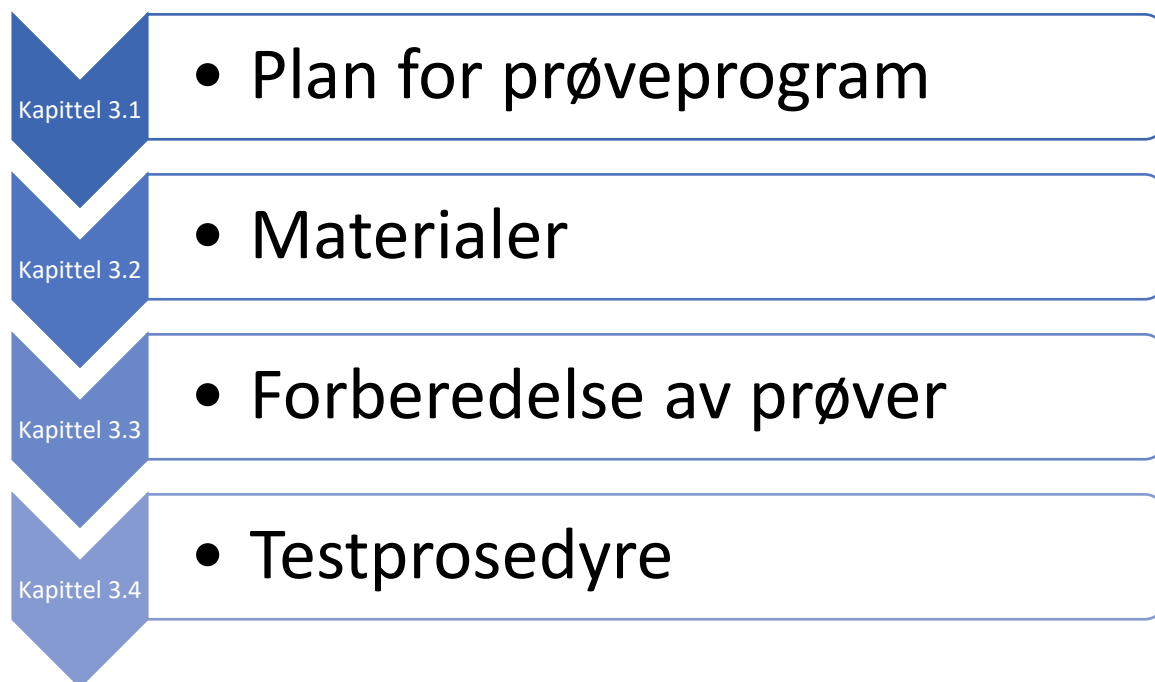 Kapittel 3.1
• Plan for prøveprogram
Kapittel 3.2
• Materialer
Kapittel 3.3
• Forberedelse av prøver
Kapittel 3.4
• Testprosedyre